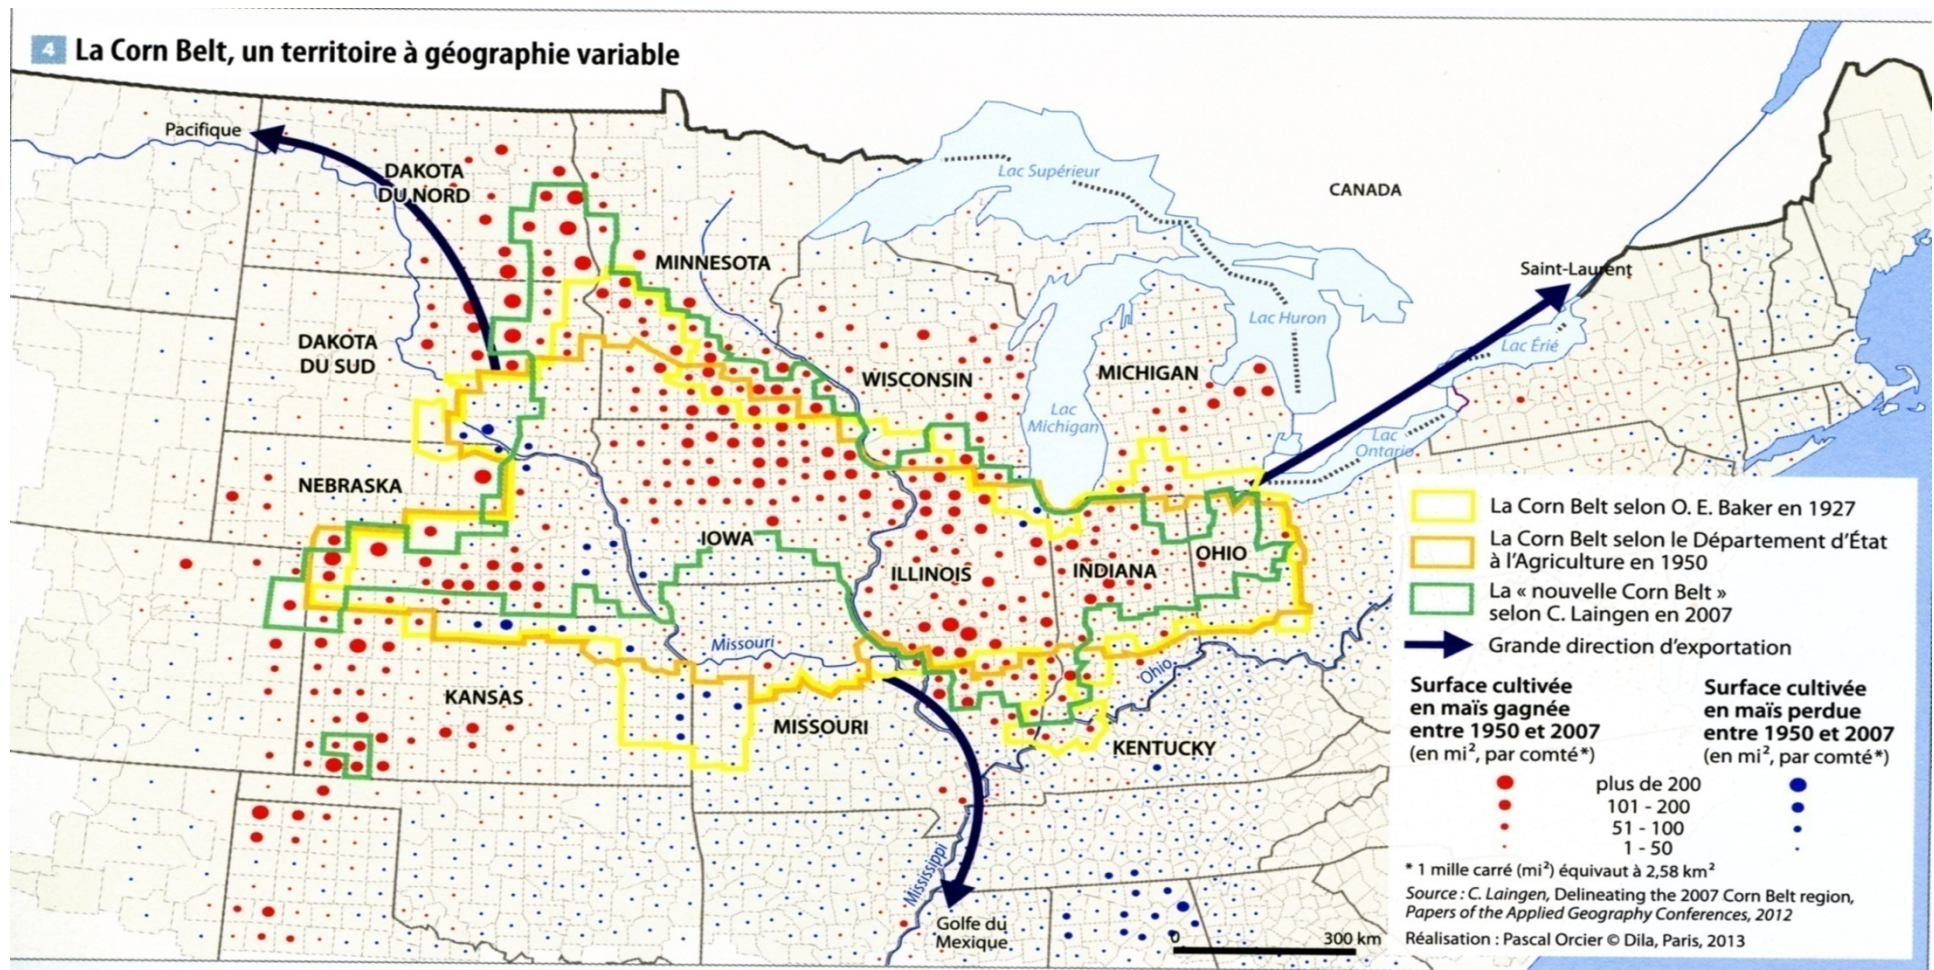 4 La Corn Belt, un territoire à géographie variable
Pacifique
DAKOTA
DU NORD
MINNESOTA
Lac Supérieur
CANADA
Saint-Laurent
Lac Huron
Lac Érié
DAKOTA
DU SUD
WISCONSIN
MICHIGAN
Lac
Michigan
Lac
Ontario
NEBRASKA
IOWA
ILLINOIS
INDIANA
OHIO
Missouri
Ohio
KANSAS
MISSOURI
KENTUCKY
Mississippi
Golfe du
Mexique
La Corn Belt selon O. E. Baker en 1927
La Corn Belt selon le Département d'État
à l'Agriculture en 1950
La « nouvelle Corn Belt »
selon C. Laingen en 2007
Grande direction d'exportation
Surface cultivée
en maïs gagnée
entre 1950 et 2007
(en mi², par comté*)
Surface cultivée
en maïs perdue
entre 1950 et 2007
(en mi², par comté*)
plus de 200
101 - 200
51 - 100
1 - 50
* 1 mille carré (mi²) équivaut à 2,58 km²
Source : C. Laingen, Delineating the 2007 Corn Belt region,
Papers of the Applied Geography Conferences, 2012
Réalisation : Pascal Orcier © Dila, Paris, 2013
0 300 km